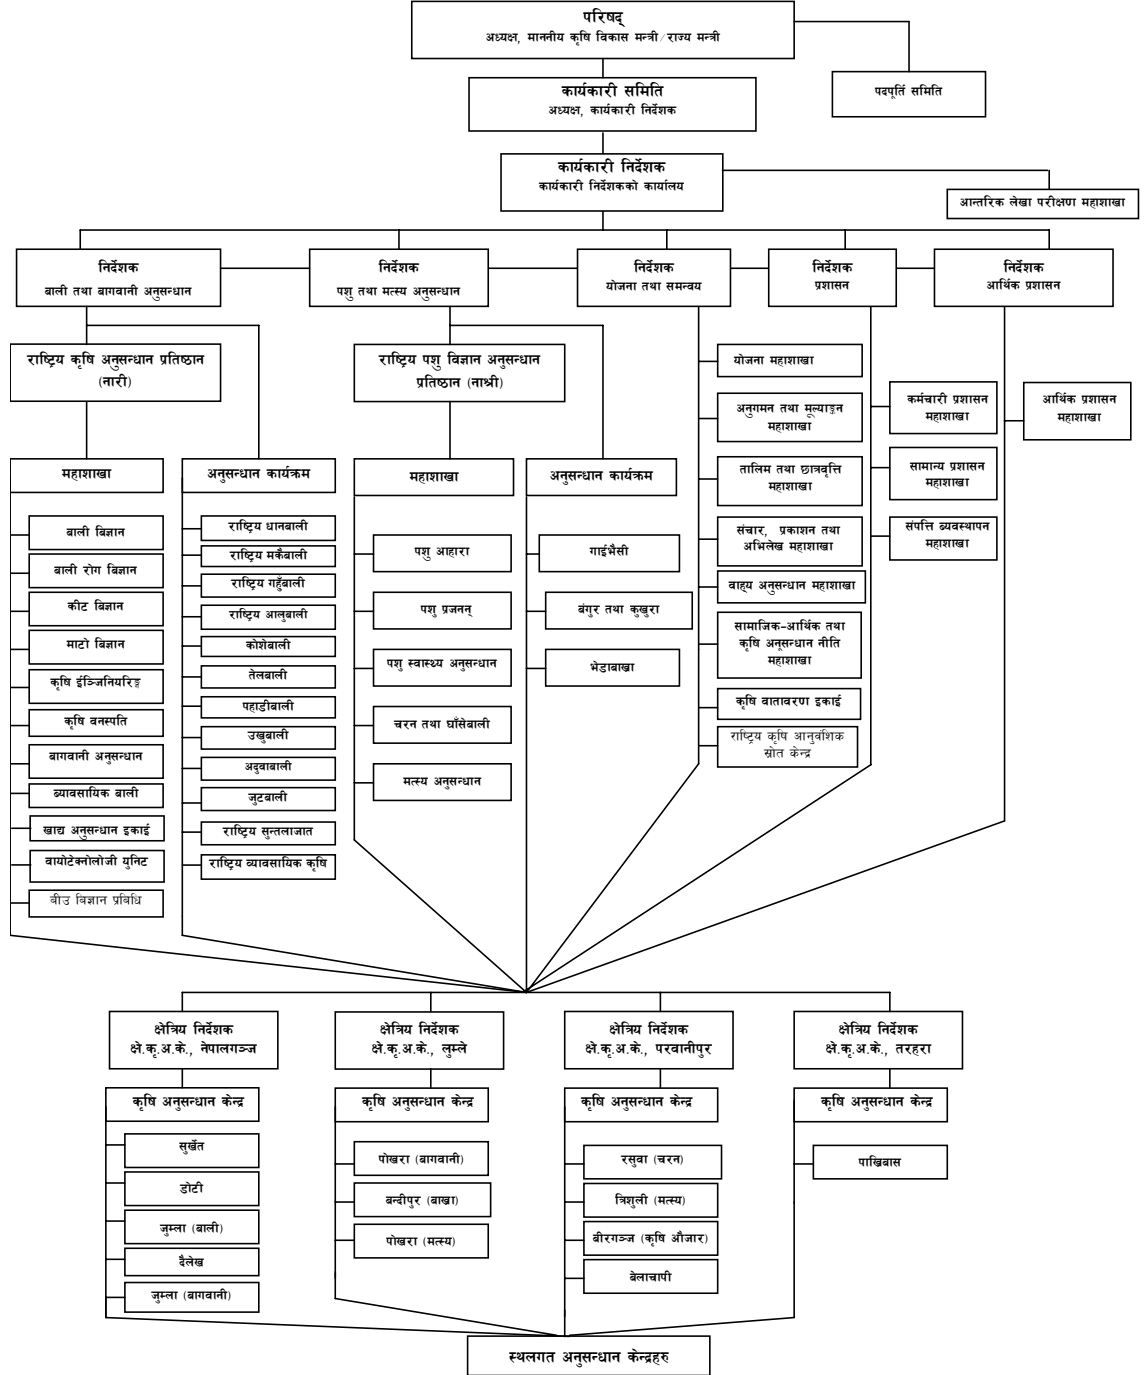 परिषद्
अध्यक्ष, माननीय कृषि विकास मन्त्री/राज्य मन्त्री
पदपूर्ति समिति
कार्यकारी समिति
अध्यक्ष, कार्यकारी निर्देशक
कार्यकारी निर्देशक
कार्यकारी निर्देशकको कार्यालय
आन्तरिक लेखा परीक्षण महाशाखा
निर्देशक
बाली तथा बागवानी अनुसन्धान
निर्देशक
पशु तथा मत्स्य अनुसन्धान
निर्देशक
योजना तथा समन्वय
निर्देशक
प्रशासन
निर्देशक
आर्थिक प्रशासन
राष्ट्रिय कृषि अनुसन्धान प्रतिष्ठान
(नारी)
राष्ट्रिय पशु विज्ञान अनुसन्धान
प्रतिष्ठान (नाश्री)
महाशाखा
बाली बिज्ञान
बाली रोग बिज्ञान
कीट बिज्ञान
माटो बिज्ञान
कृषि ईञ्जिनियरिङ्ग
कृषि वनस्पति
बागवानी अनुसन्धान
ब्यावसायिक बाली
खाद्य अनुसन्धान इकाई
वायोटेक्नोलोजी युनिट
वीउ बिज्ञान प्रविधि
अनुसन्धान कार्यक्रम
राष्ट्रिय धानबाली
राष्ट्रिय मकैबाली
राष्ट्रिय गहुँबाली
राष्ट्रिय आलुबाली
कोशेबाली
तेलबाली
पहाडीबाली
उखुबाली
अदुवाबाली
जुटबाली
राष्ट्रिय सुन्तलाजात
राष्ट्रिय व्यावसायिक कृषि
महाशाखा
पशु आहारा
पशु प्रजनन्
पशु स्वास्थ्य अनुसन्धान
चरन तथा घाँसेबाली
मत्स्य अनुसन्धान
अनुसन्धान कार्यक्रम
गाईभैसी
बंगुर तथा कुखुरा
भेडाबाखा
योजना महाशाखा
अनुगमन तथा मूल्याङ्कन
महाशाखा
तालिम तथा छात्रवृत्ति
महाशाखा
संचार, प्रकाशन तथा
अभिलेख महाशाखा
वाह्य अनुसन्धान महाशाखा
सामाजिक-आर्थिक तथा
कृषि अनूसन्धान नीति
महाशाखा
कृषि वातावरण इकाई
राष्ट्रिय कृषि आनुवंशिक
स्रोत केन्द्र
कर्मचारी प्रशासन
महाशाखा
सामान्य प्रशासन
महाशाखा
संपत्ति ब्यवस्थापन
महाशाखा
आर्थिक प्रशासन
महाशाखा
क्षेत्रिय निर्देशक
क्षे.कृ.अ.के., नेपालगञ्ज
क्षेत्रिय निर्देशक
क्षे.कृ.अ.के., लुम्ले
क्षेत्रिय निर्देशक
क्षे.कृ.अ.के., परवानीपुर
क्षेत्रिय निर्देशक
क्षे.कृ.अ.के., तरहरा
कृषि अनुसन्धान केन्द्र
सुर्खेत
डोटी
जुम्ला (बाली)
दैलेख
जुम्ला (बागवानी)
कृषि अनुसन्धान केन्द्र
पोखरा (बागवानी)
बन्दीपुर (बाखा)
पोखरा (मत्स्य)
कृषि अनुसन्धान केन्द्र
रसुवा (चरन)
त्रिशुली (मत्स्य)
बीरगञ्ज (कृषि औजार)
बेलाचापी
कृषि अनुसन्धान केन्द्र
पाख्रिबास
स्थलगत अनुसन्धान केन्द्रहरु